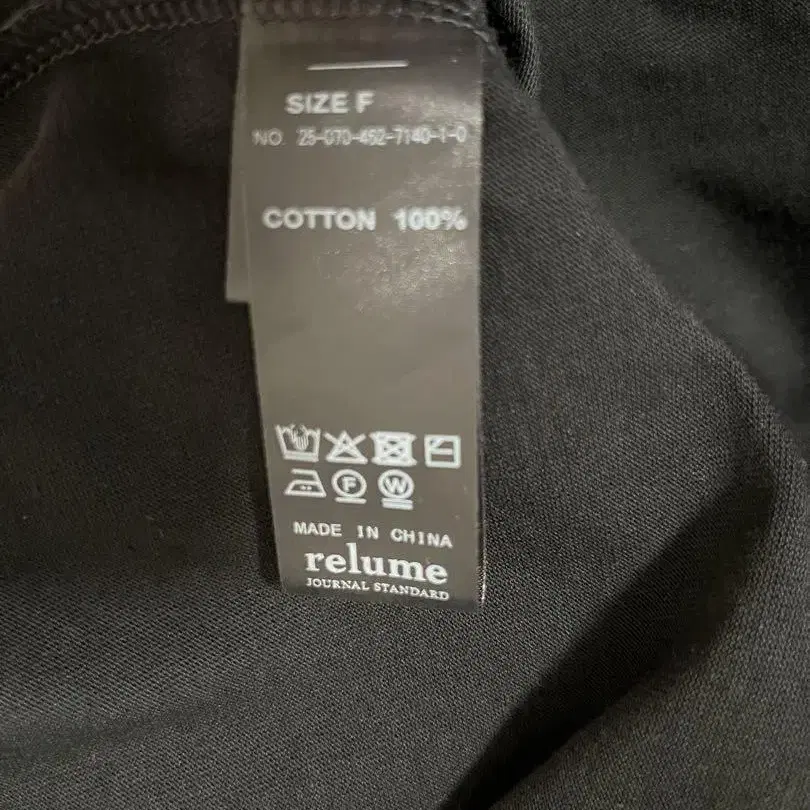 SIZE F
NO. 25-070-452-7140-1-0
COTTON 100%
F W
MADE IN CHINA
relume
JOURNAL STANDARD